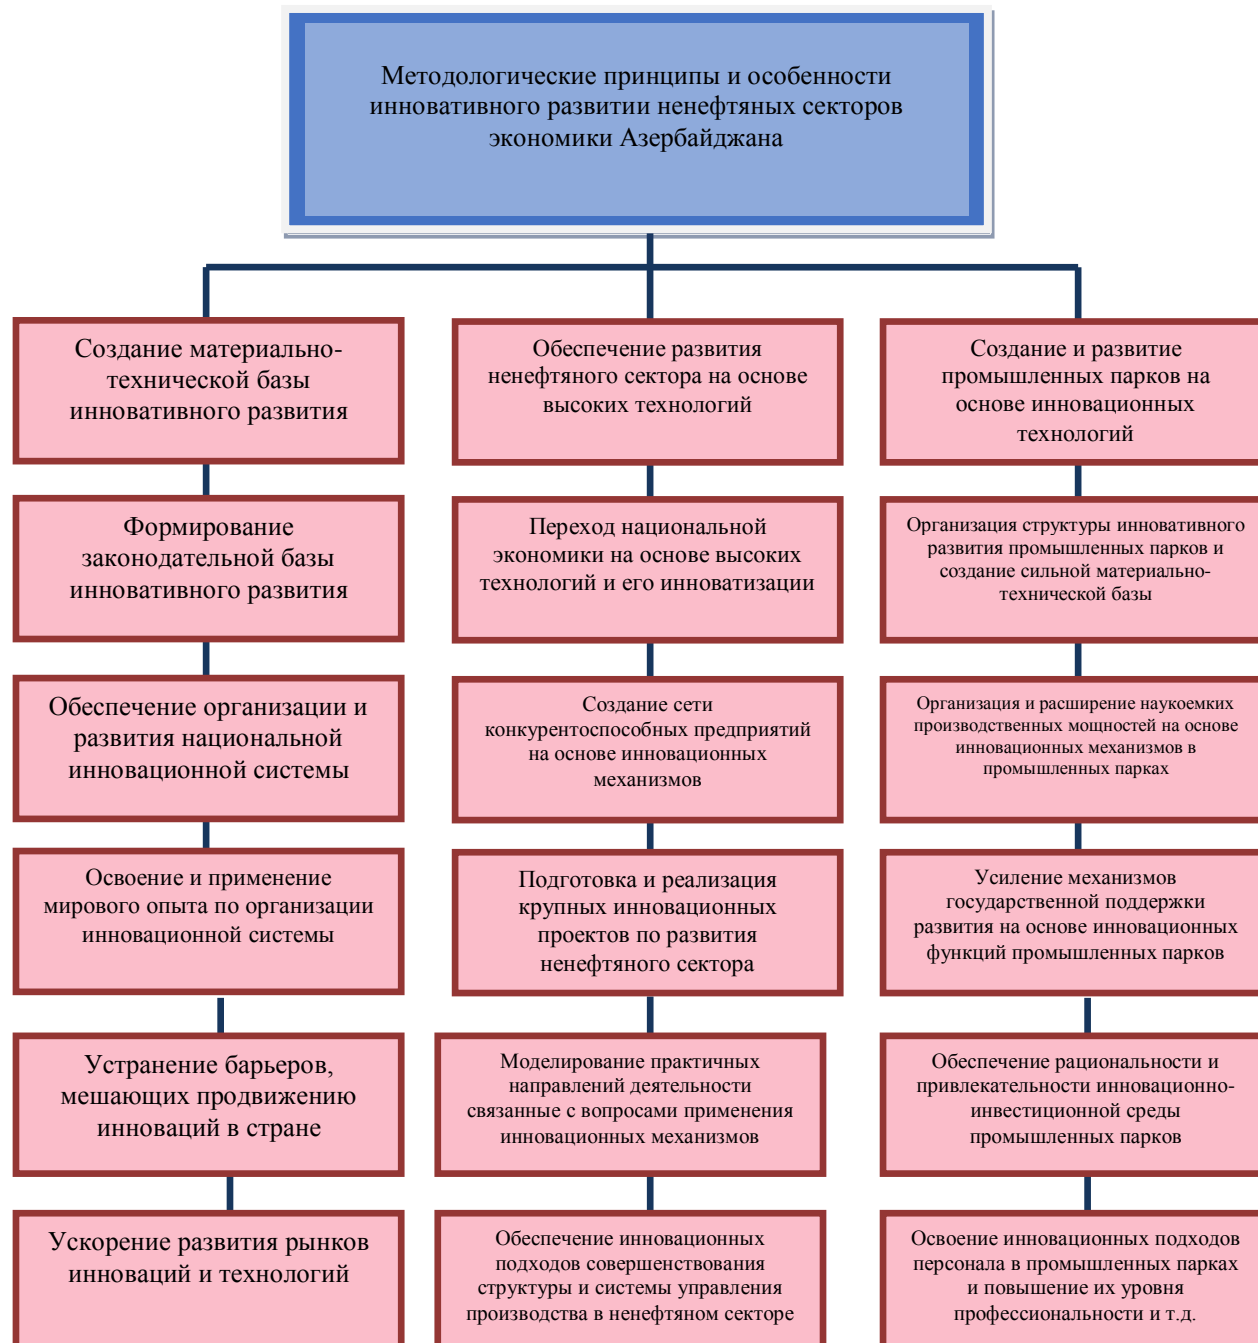 Методологические принципы и особенности
инновативного развитии ненефтяных секторов
экономики Азербайджана
Создание материально-
технической базы
инновативного развития
Формирование
законодательной базы
инновативного развития
Обеспечение организации и
развития национальной
инновационной системы
Освоение и применение
мирового опыта по организации
инновационной системы
Устранение барьеров,
мешающих продвижению
инноваций в стране
Ускорение развития рынков
инноваций и технологий
Обеспечение развития
ненефтяного сектора на основе
высоких технологий
Переход национальной
экономики на основе высоких
технологий и его инноватизации
Создание сети
конкурентоспособных предприятий
на основе инновационных
механизмов
Подготовка и реализация
крупных инновационных
проектов по развития
ненефтяного сектора
Моделирование практичных
направлений деятельности
связанные с вопросами применения
инновационных механизмов
Обеспечение инновационных
подходов совершенствования
структуры и системы управления
производства в ненефтяном секторе
Создание и развитие
промышленных парков на
основе инновационных
технологий
Организация структуры инновативного
развития промышленных парков и
создание сильной материально-
технической базы
Организация и расширение наукоемких
производственных мощностей на основе
инновационных механизмов в
промышленных парках
Усиление механизмов
государственной поддержки
развития на основе инновационных
функций промышленных парков
Обеспечение рациональности и
привлекательности инновационно-
инвестиционной среды
промышленных парков
Освоение инновационных подходов
персонала в промышленных парках
и повышение их уровня
профессиональности и т.д.